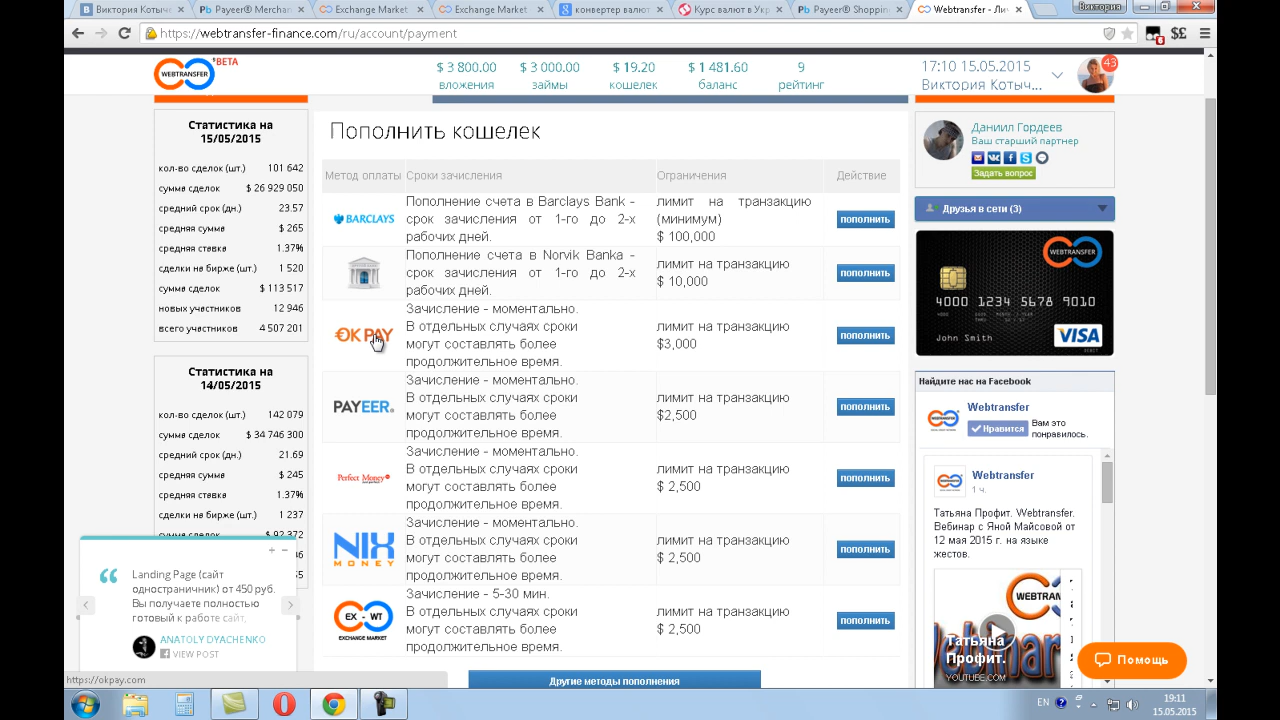 Виктория Котыче
Payeer® Merchan
Exchange Market
Exchange Market
конвертер валют
Курс валют в Укр
Payeer® Shoppin
Webtransfer - Ли
Виктория
https://webtransfer-finance.com/ru/account/paym
WEBTRANSFER
BETA
$ 3 800.00
вложения
$ 3 000.00
займы
$ 19.20
кошелек
$ 1 481.60
баланс
9
рейтинг
17:10 15.05.2015
Виктория Котыч...
43
Статистика на
15/05/2015
кол-во сделок (шт.) 101 642
сумма сделок $ 26 929 050
средний срок (дн.) 23.57
средняя сумма $ 265
средняя ставка 1.37%
сделки на бирже (шт.) 1 520
сумма сделок $ 113 517
новых участников 12 946
всего участников 4 507 201
Статистика на
14/05/2015
кол-во сделок (шт.) 142 079
сумма сделок $ 34 746 300
средний срок (дн.) 21.69
средняя сумма $ 245
средняя ставка 1.37%
сделки на бирже (шт.) 1 237
сумма сделок $ 92 372
Landing Page (сайт
одностраничник) от 450 руб.
Вы получаете полностью
готовый к работе сайт,
ANATOLY DYACHENKO
VIEW POST
https://okpay.com
Пополнить кошелек
Метод оплаты Сроки зачисления Ограничения Действие
BARCLAYS
Пополнение счета в Barclays Bank -
срок зачисления от 1-го до 2-х
рабочих дней.
лимит на транзакцию
(минимум)
$ 100,000
пополнить
Пополнение счета в Norvik Banka -
срок зачисления от 1-го до 2-х
рабочих дней.
лимит на транзакцию
$ 10,000
пополнить
OK PAY
Зачисление - моментально.
В отдельных случаях сроки
могут составлять более
продолжительное время.
лимит на транзакцию
$3,000
пополнить
PAYEER
Зачисление - моментально.
В отдельных случаях сроки
могут составлять более
продолжительное время.
лимит на транзакцию
$2,500
пополнить
Perfect Money
Зачисление - моментально.
В отдельных случаях сроки
могут составлять более
продолжительное время.
лимит на транзакцию
$ 2,500
пополнить
NIX
MONEY
Зачисление - моментально.
В отдельных случаях сроки
могут составлять более
продолжительное время.
лимит на транзакцию
$ 2,500
пополнить
EX - WT
EXCHANGE MARKET
Зачисление - 5-30 мин.
В отдельных случаях сроки
могут составлять более
продолжительное время.
лимит на транзакцию
$ 2,500
пополнить
Другие методы пополнения
Даниил Гордеев
Ваш старший партнер
Задать вопрос
Друзья в сети (3)
WEBTRANSFER
4000 1234 5678 9010
John Smith
VISA
DEBIT
Найдите нас на Facebook
Webtransfer
Нравится
Вам это
понравилось.
Webtransfer
1 ч.
Татьяна Профит. Webtransfer.
Вебинар с Яной Майсовой от
12 мая 2015 г. на языке
жестов.
WEBTRAN
Татьяна
Профит.
YOUTUBE.COM
Помощь
EN
19:11
15.05.2015